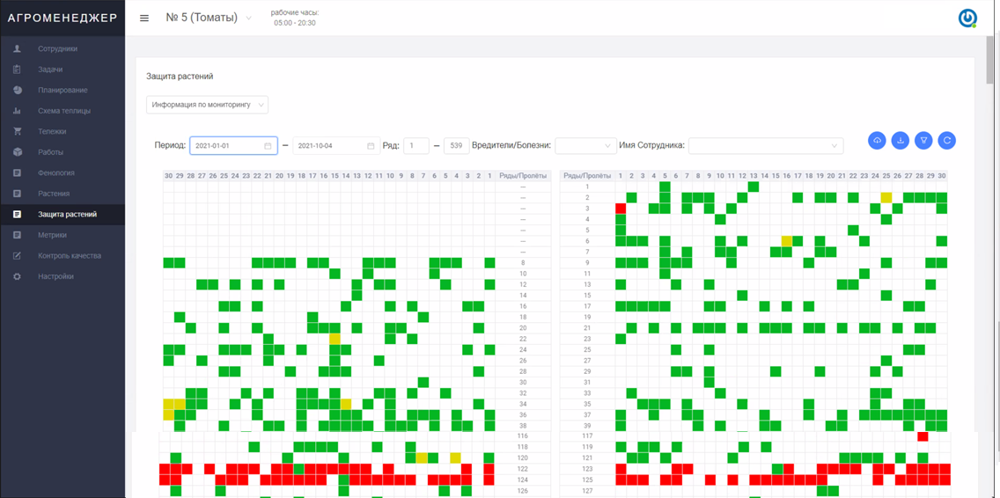 АГРОМЕНЕДЖЕР
№ 5 (Томаты)
рабочие часы:
05:00 - 20:30
Сотрудники
Задачи
Планирование
Схема теплицы
Тележки
Работы
Фенология
Растения
Защита растений
Метрики
Контроль качества
Настройки
Защита растений
Информация по мониторингу
Период: 2021-01-01 — 2021-10-04 Ряд: 1 — 539 Вредители/Болезни: Имя Сотрудника:
30 29 28 27 26 25 24 23 22 21 20 19 18 17 16 15 14 13 12 11 10 9 8 7 6 5 4 3 2 1 Ряды/Пролёты Ряды/Пролёты 1 2 3 4 5 6 7 8 9 10 11 12 13 14 15 16 17 18 19 20 21 22 23 24 25 26 27 28 29 30
— 1
— 2
— 3
— 4
— 5
— 6
— 7
8 9
10 11
12 13
14 15
16 17
18 19
20 21
22 23
24 25
26 27
28 29
30 31
32 33
34 35
36 37
38 39
116 117
118 119
120 121
122 123
124 125
126 127